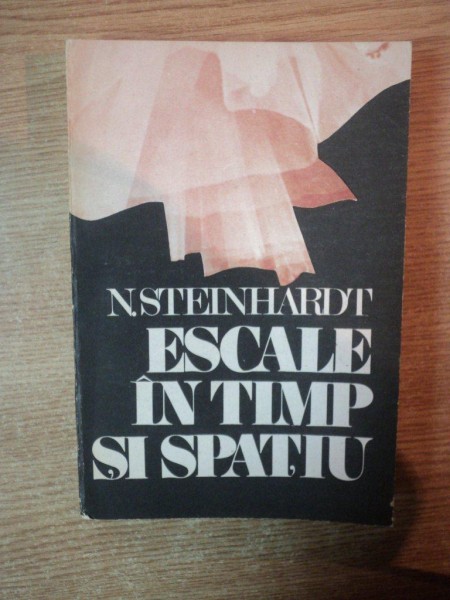 N. STEINHARDT
ESCALE
ÎN TIMP
ȘI SPAȚIU